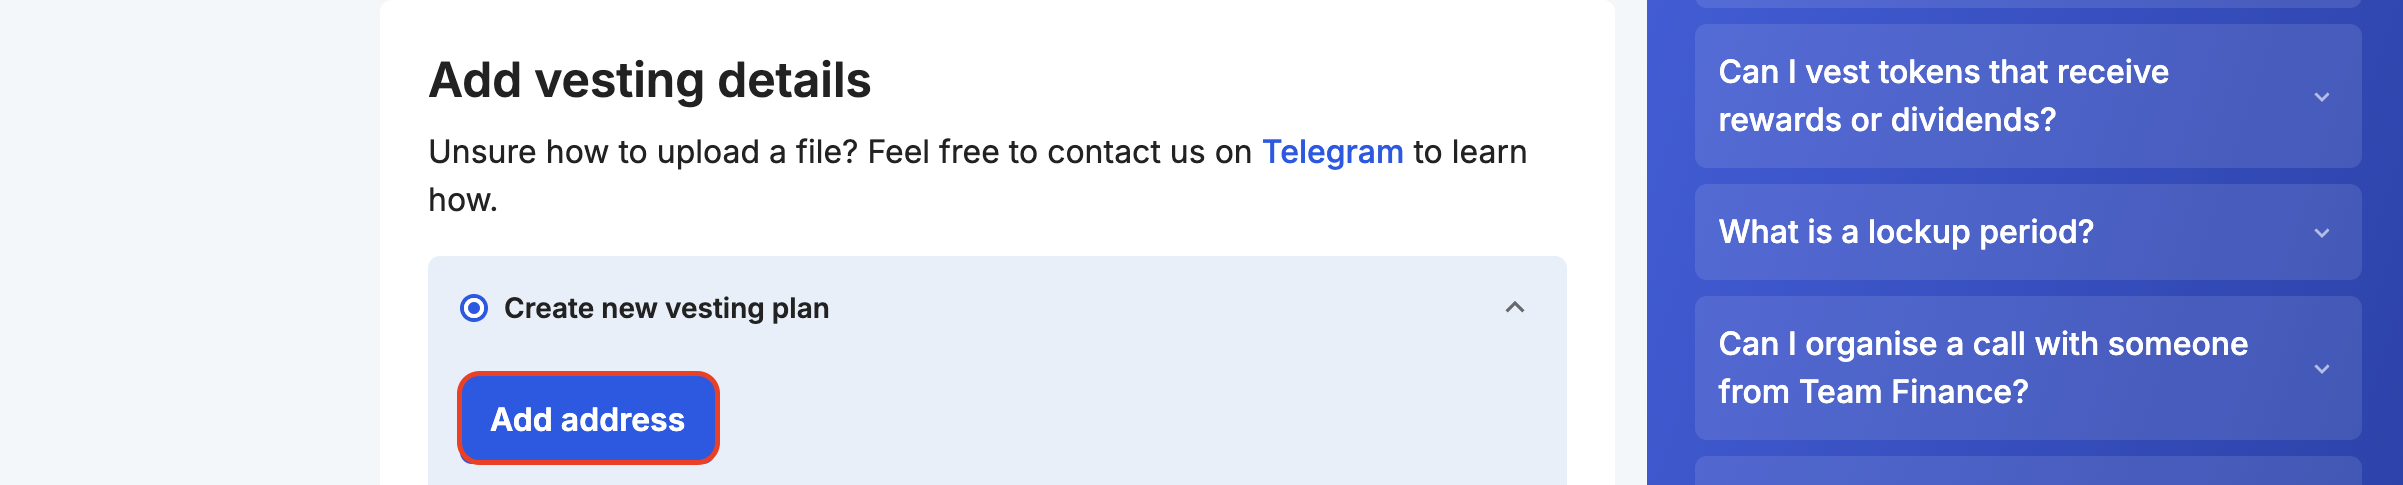 Add vesting details
Unsure how to upload a file? Feel free to contact us on Telegram to learn
how.
Create new vesting plan
Add address
Can I vest tokens that receive
rewards or dividends?
What is a lockup period?
Can I organise a call with someone
from Team Finance?